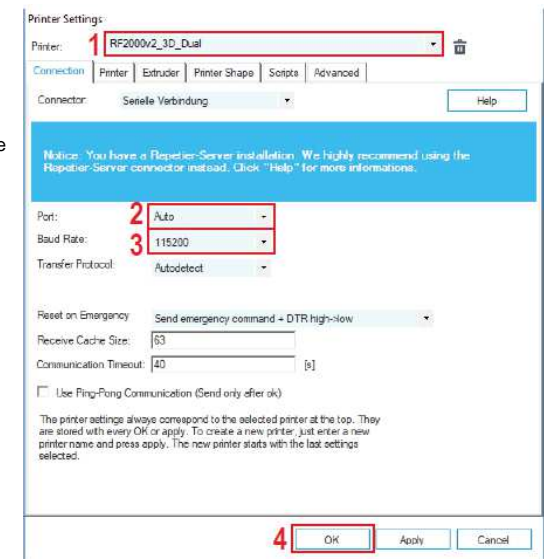 Printer Settings
Printer: 1 RF2000v2_3D_Dual
Connection Printer Extruder Printer Shape Scripts Advanced
Connector: Serielle Verbindung Help
e
Notice: You have a Repetier-Server installation. We highly recommend using the
Repetier-Server connector instead. Click "Help" for more informations.
Port: 2 Auto
Baud Rate: 3 115200
Transfer Protocol: Autodetect
Reset on Emergency Send emergency command + DTR high->low
Receive Cache Size: 63
Communication Timeout: 40 [s]
Use Ping-Pong Communication (Send only after ok)
The printer settings always correspond to the selected printer at the top. They
are stored with every OK or apply. To create a new printer, just enter a new
printer name and press apply. The new printer starts with the last settings
selected.
4 OK Apply Cancel